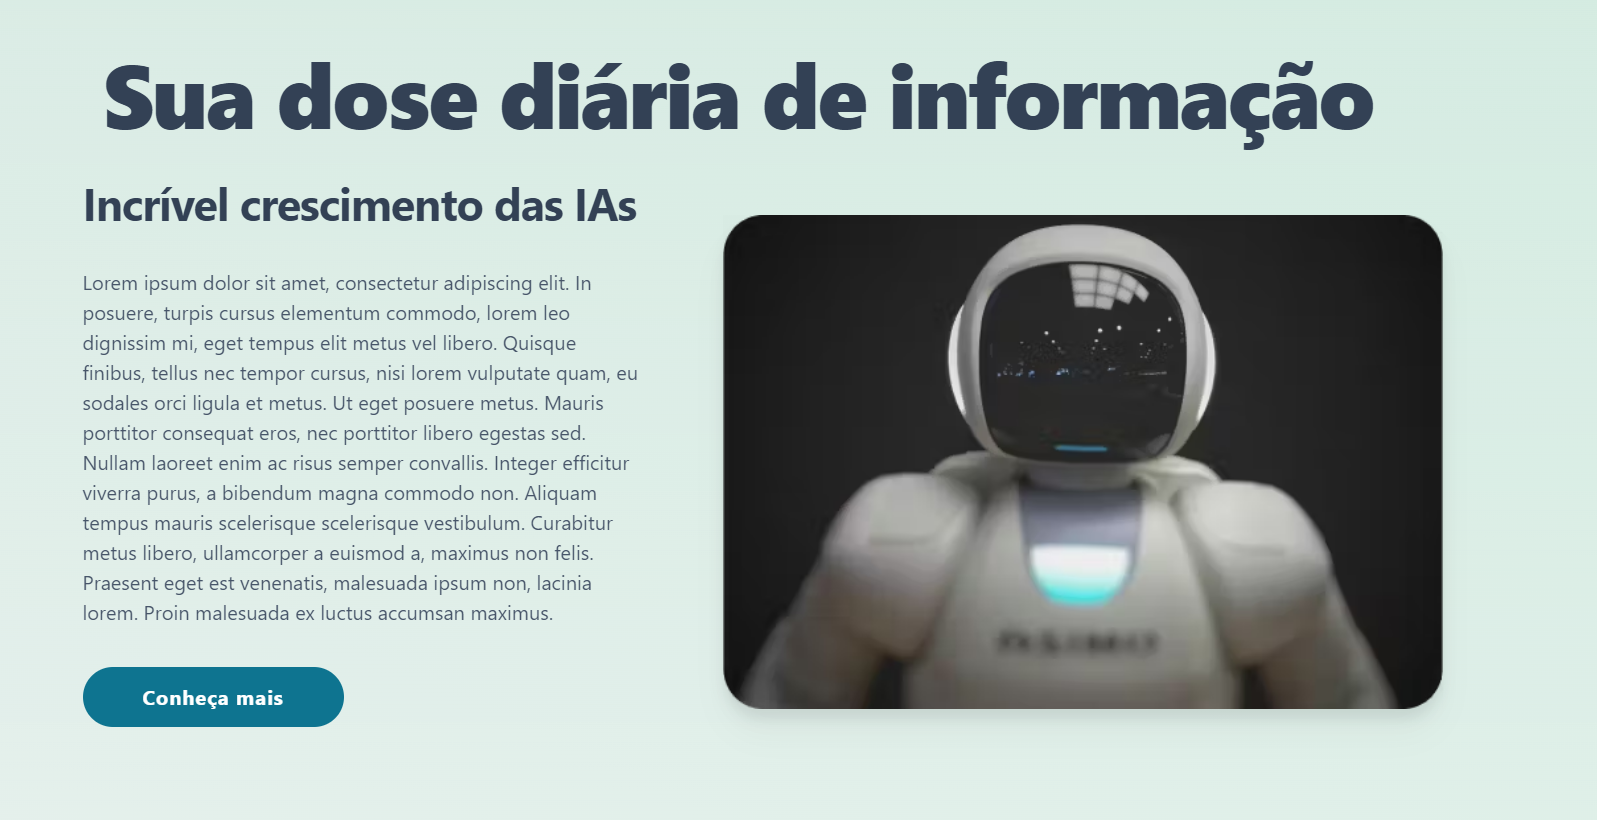 Sua dose diária de informação
Incrível crescimento das IAs
Lorem ipsum dolor sit amet, consectetur adipiscing elit. In
posuere, turpis cursus elementum commodo, lorem leo
dignissim mi, eget tempus elit metus vel libero. Quisque
finibus, tellus nec tempor cursus, nisi lorem vulputate quam, eu
sodales orci ligula et metus. Ut eget posuere metus. Mauris
porttitor consequat eros, nec porttitor libero egestas sed.
Nullam laoreet enim ac risus semper convallis. Integer efficitur
viverra purus, a bibendum magna commodo non. Aliquam
tempus mauris scelerisque scelerisque vestibulum. Curabitur
metus libero, ullamcorper a euismod a, maximus non felis.
Praesent eget est venenatis, malesuada ipsum non, lacinia
lorem. Proin malesuada ex luctus accumsan maximus.
Conheça mais